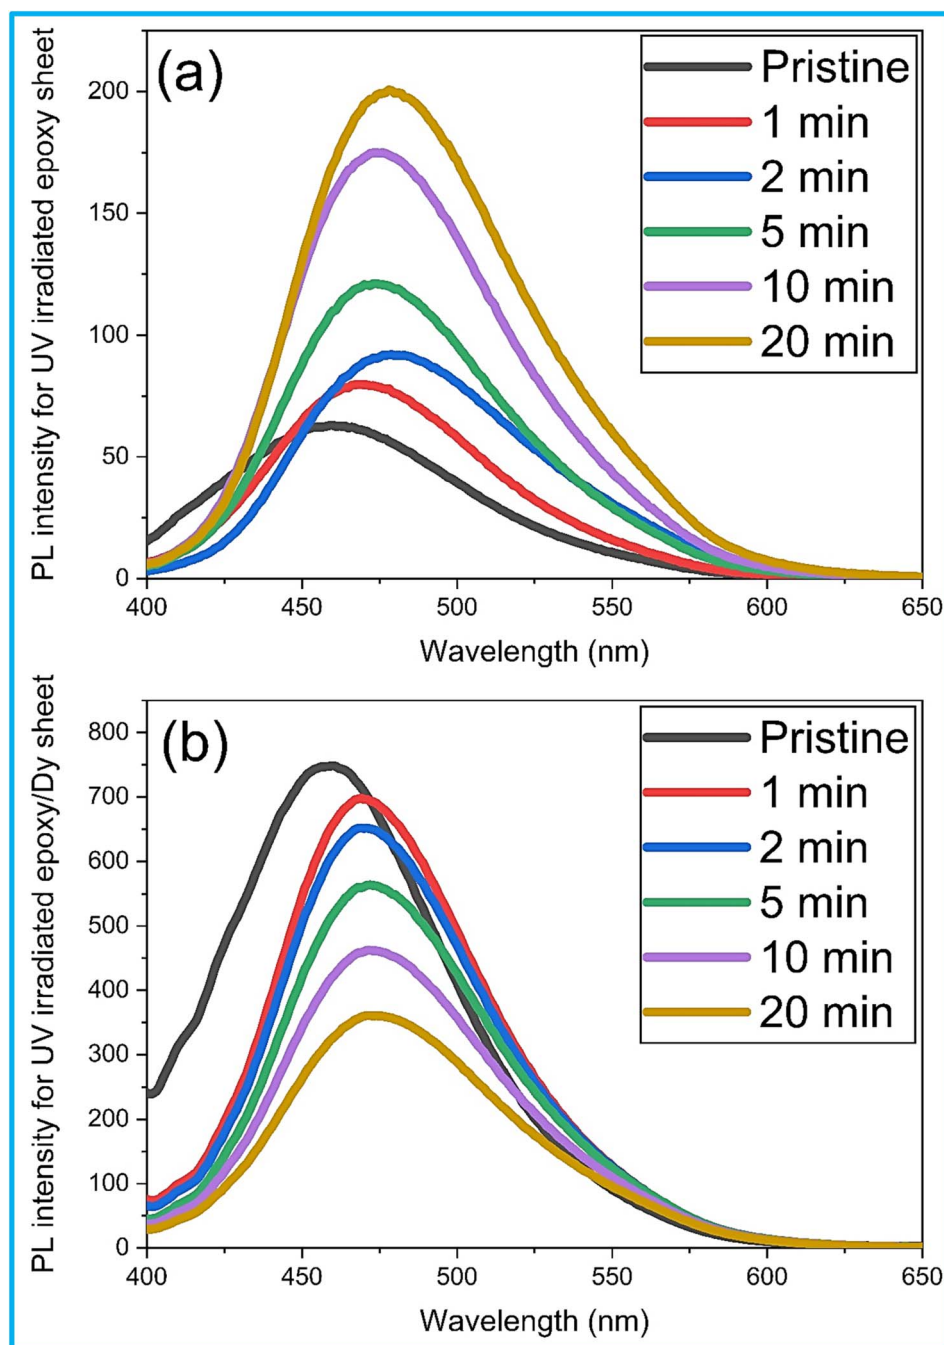 (a)
Pristine
1 min
2 min
5 min
10 min
20 min
PL intensity for UV irradiated epoxy sheet
200
150
100
50
0
400 450 500 550 600 650
Wavelength (nm)
(b)
Pristine
1 min
2 min
5 min
10 min
20 min
PL intensity for UV irradiated epoxy/Dy sheet
800
700
600
500
400
300
200
100
0
400 450 500 550 600 650
Wavelength (nm)